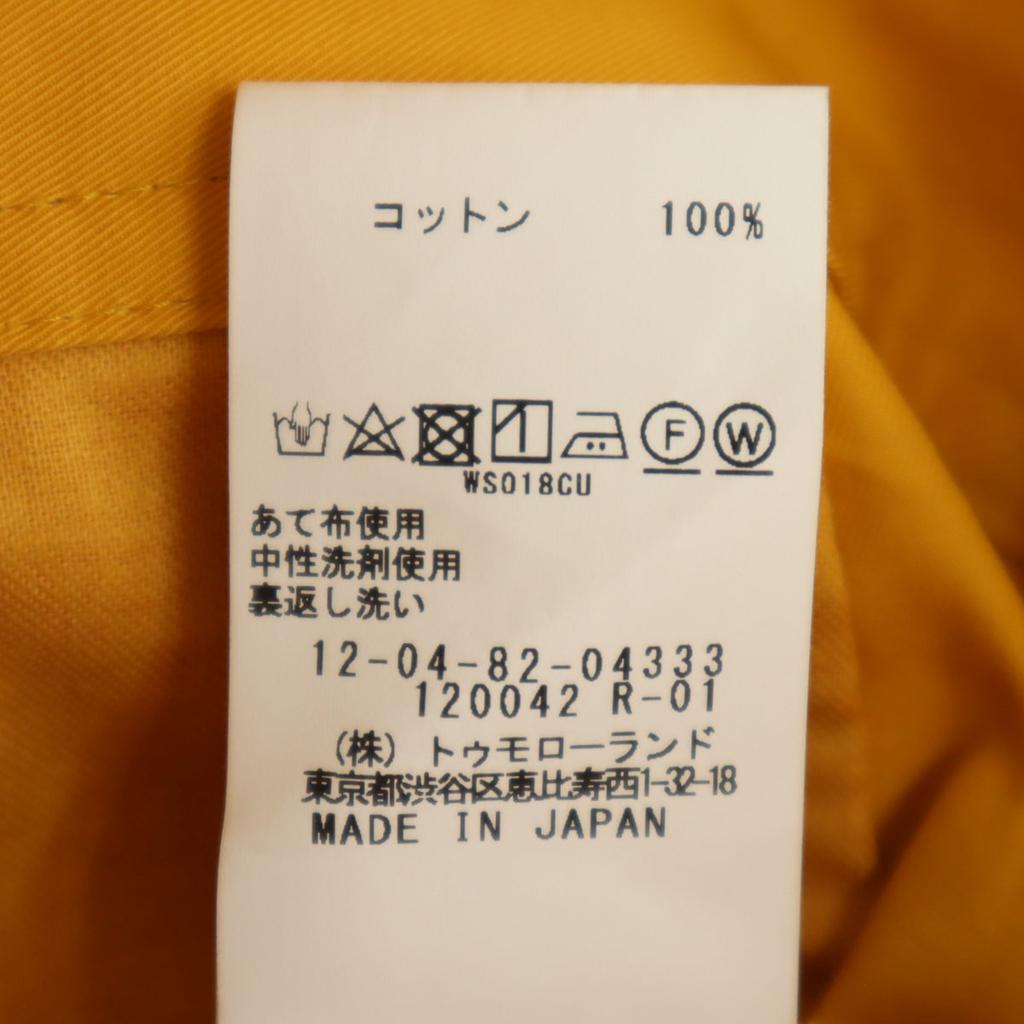 コットン 100%
F W
WS018CU
あて布使用
中性洗剤使用
裏返し洗い
12-04-82-04333
120042 R-01
(株) トゥモローランド
東京都渋谷区恵比寿西1-32-18
MADE IN JAPAN